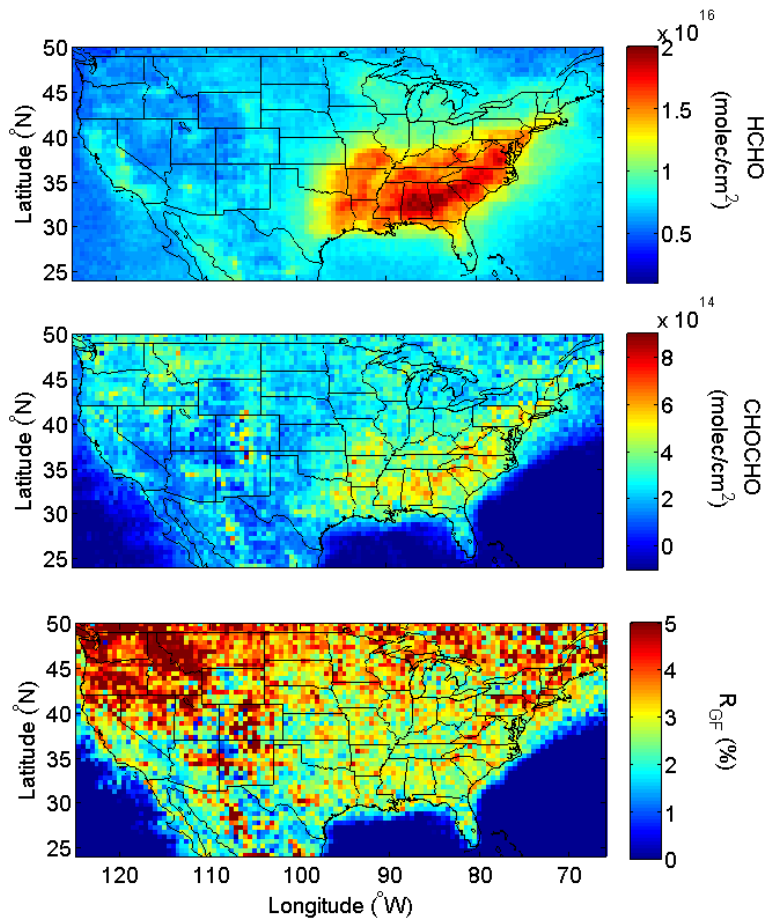 x 10^16
50
45
40
35
30
25
Latitude (°N)
2
1.5
1
0.5
HCHO
(molec/cm^2)
x 10^14
50
45
40
35
30
25
Latitude (°N)
8
6
4
2
0
CHOCHO
(molec/cm^2)
50
45
40
35
30
25
Latitude (°N)
5
4
3
2
1
0
R_GF (%)
120 110 100 90 80 70
Longitude (°W)